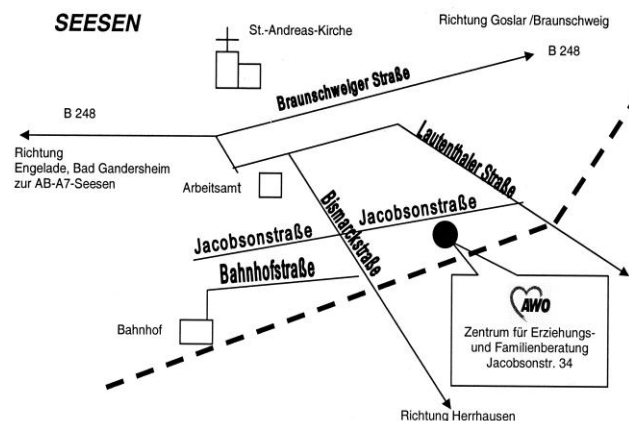 SEESEN
St.-Andreas-Kirche
Richtung Goslar /Braunschweig
B 248
Braunschweiger Straße
B 248
Richtung
Engelade, Bad Gandersheim
zur AB-A7-Seesen
Arbeitsamt
Lautenthaler Straße
Bismarckstraße
Jacobsonstraße
Jacobsonstraße
Bahnhofstraße
Bahnhof
AWO
Zentrum für Erziehungs-
und Familienberatung
Jacobsonstr. 34
Richtung Herrhausen